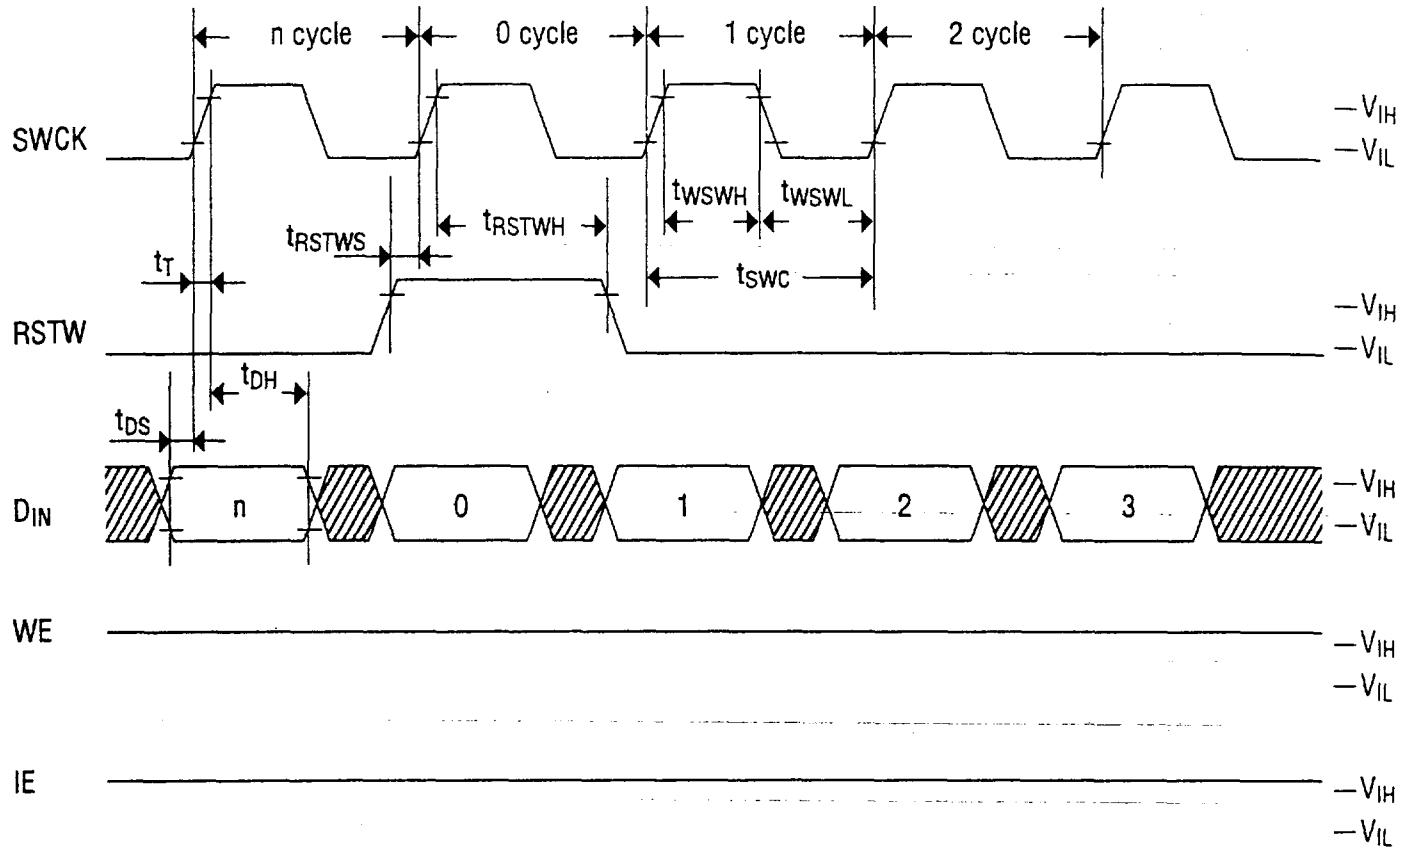 n cycle 0 cycle 1 cycle 2 cycle
SWCK
VIH
VIL
tWSWH tWSWL
tRSTWS tRSTWH
tT
tSWC
RSTW
VIH
VIL
tDH
tDS
DIN
n 0 1 2 3
VIH
VIL
WE
VIH
VIL
IE
VIH
VIL